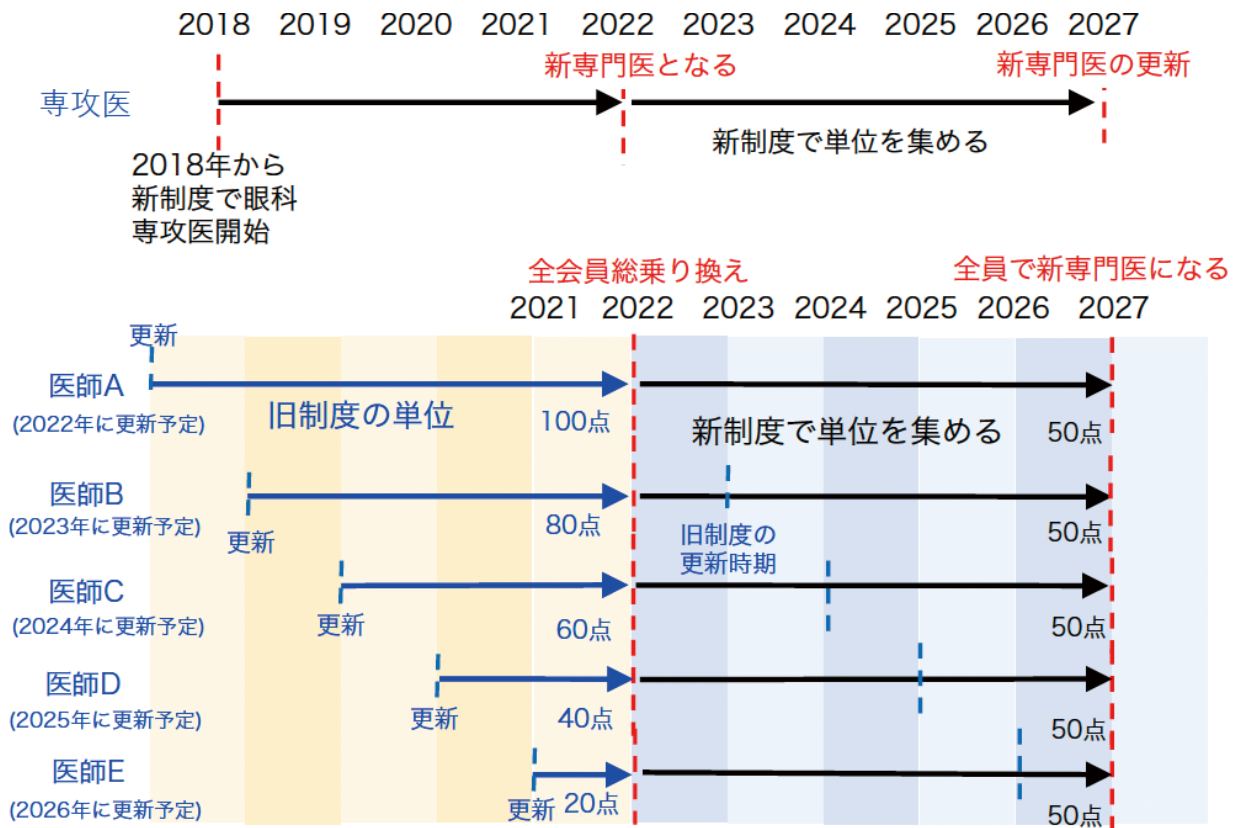 2018 2019 2020 2021 2022 2023 2024 2025 2026 2027
新専門医となる 新専門医の更新
専攻医
新制度で単位を集める
2018年から
新制度で眼科
専攻医開始
全会員総乗り換え 全員で新専門医になる
2021 2022 2023 2024 2025 2026 2027
更新
医師A
(2022年に更新予定)
旧制度の単位
100点
新制度で単位を集める
50点
医師B
(2023年に更新予定)
更新
80点
旧制度の
更新時期
50点
医師C
(2024年に更新予定)
更新
60点
50点
医師D
(2025年に更新予定)
更新
40点
50点
医師E
(2026年に更新予定)
更新
20点
50点